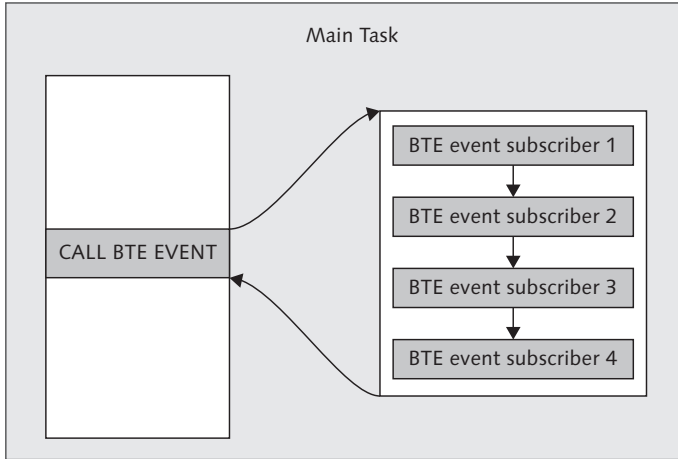 Main Task
CALL BTE EVENT
BTE event subscriber 1
BTE event subscriber 2
BTE event subscriber 3
BTE event subscriber 4